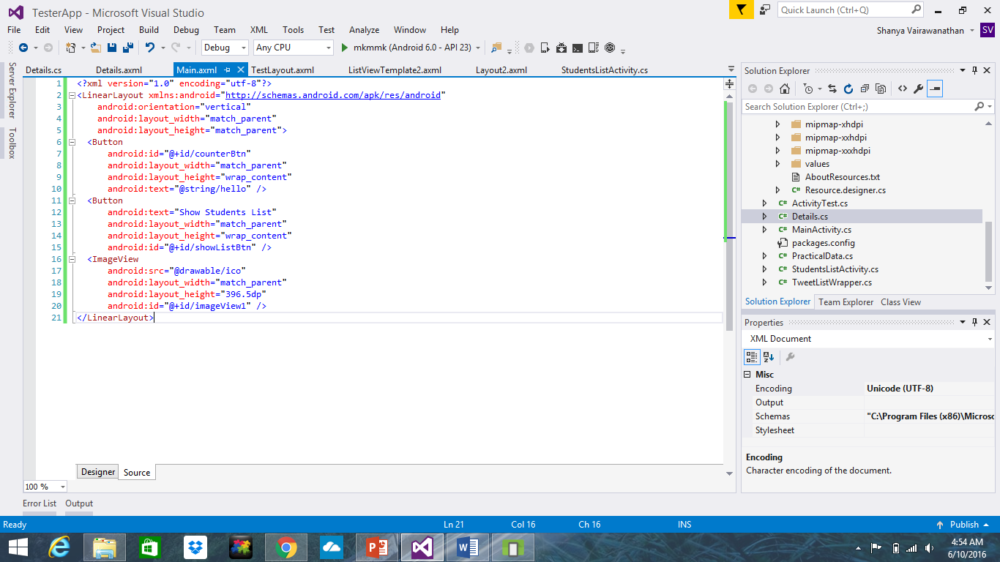 TesterApp - Microsoft Visual Studio
Quick Launch (Ctrl+Q)
File Edit View Project Build Debug Team XML Tools Test Analyze Window Help
Shanya Vairawanathan SV
Debug Any CPU mkmmk (Android 6.0 - API 23)
Server Explorer
Toolbox
Details.cs Details.axml Main.axml TestLayout.axml ListViewTemplate2.axml Layout2.axml StudentsListActivity.cs
1 <?xml version="1.0" encoding="utf-8"?>
2 <LinearLayout xmlns:android="http://schemas.android.com/apk/res/android"
3 android:orientation="vertical"
4 android:layout_width="match_parent"
5 android:layout_height="match_parent">
6 <Button
7 android:id="@+id/counterBtn"
8 android:layout_width="match_parent"
9 android:layout_height="wrap_content"
10 android:text="@string/hello" />
11 <Button
12 android:text="Show Students List"
13 android:layout_width="match_parent"
14 android:layout_height="wrap_content"
15 android:id="@+id/showListBtn" />
16 <ImageView
17 android:src="@drawable/ico"
18 android:layout_width="match_parent"
19 android:layout_height="396.5dp"
20 android:id="@+id/imageView1" />
21 </LinearLayout>
Designer Source
100 %
Error List Output
Solution Explorer
Search Solution Explorer (Ctrl+;)
mipmap-xhdpi
mipmap-xxhdpi
mipmap-xxxhdpi
values
AboutResources.txt
C# Resource.designer.cs
C# ActivityTest.cs
C# Details.cs
C# MainActivity.cs
packages.config
C# PracticalData.cs
C# StudentsListActivity.cs
C# TweetListWrapper.cs
Solution Explorer Team Explorer Class View
Properties
XML Document
Misc
Encoding Unicode (UTF-8)
Output
Schemas "C:\Program Files (x86)\Microso
Stylesheet
Encoding
Character encoding of the document.
Ready Ln 21 Col 16 Ch 16 INS Publish
4:54 AM
6/10/2016